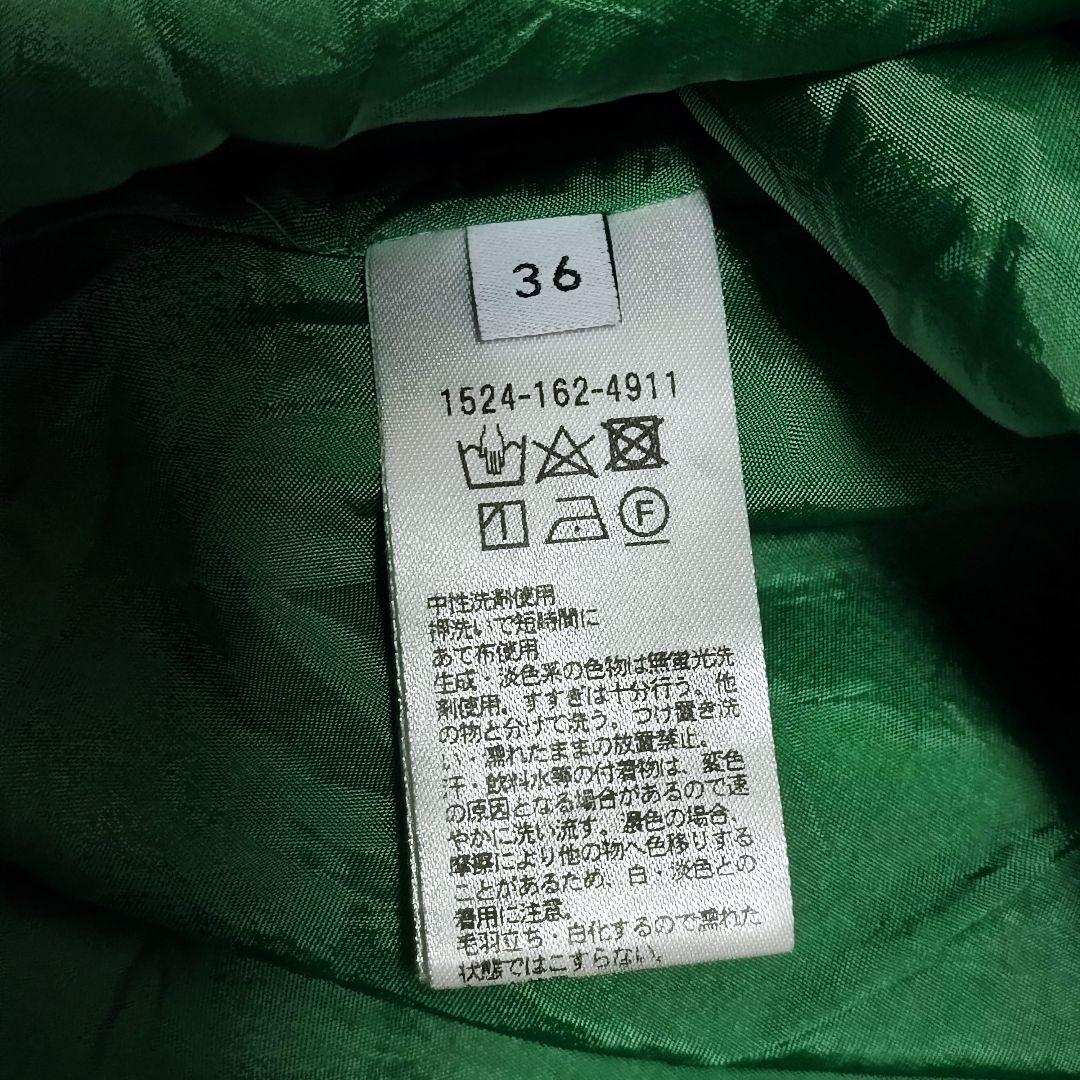 36
1524-162-4911
F
中性洗剤使用
押洗いで短時間に
あて布使用
生成・淡色系の色物は無蛍光洗
剤使用。すすぎは十分行う。他
の物と分けて洗う。つけ置き洗
い・濡れたままの放置禁止。
汗・飲料水等の付着物は、変色
の原因となる場合があるので速
やかに洗い流す。濃色の場合、
摩擦により他の物へ色移りする
ことがあるため、白・淡色との
着用に注意。
毛羽立ち・白化するので濡れた
状態ではこすらない。